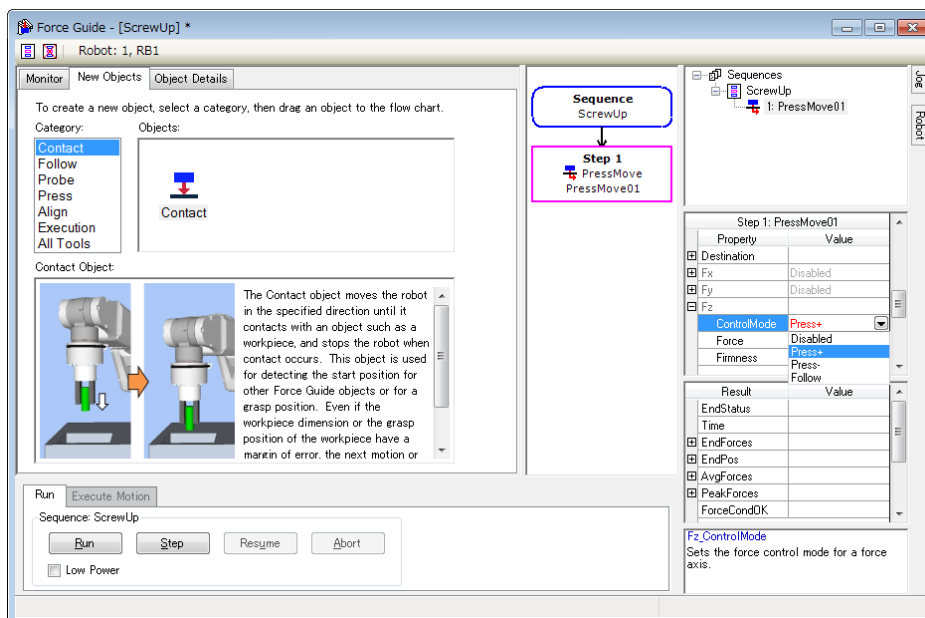 Force Guide - [ScrewUp] *
Robot: 1, RB1
Monitor
New Objects
Object Details
To create a new object, select a category, then drag an object to the flow chart.
Category:
Objects:
Contact
Follow
Probe
Press
Align
Execution
All Tools
Contact
Contact Object:
The Contact object moves the robot
in the specified direction until it
contacts with an object such as a
workpiece, and stops the robot when
contact occurs. This object is used
for detecting the start position for
other Force Guide objects or for a
grasp position. Even if the
workpiece dimension or the grasp
position of the workpiece have a
margin of error, the next motion or
Sequence
ScrewUp
Step 1
PressMove
PressMove01
Sequences
ScrewUp
1: PressMove01
Jog
Robot
Step 1: PressMove01
Property Value
Destination
Fx Disabled
Fy Disabled
Fz
ControlMode Press+
Force Disabled
Press+
Firmness Press-
Follow
Result Value
EndStatus
Time
EndForces
EndPos
AvgForces
PeakForces
ForceCondOK
Fz_ControlMode
Sets the force control mode for a force
axis.
Run
Execute Motion
Sequence: ScrewUp
Run
Step
Resume
Abort
Low Power